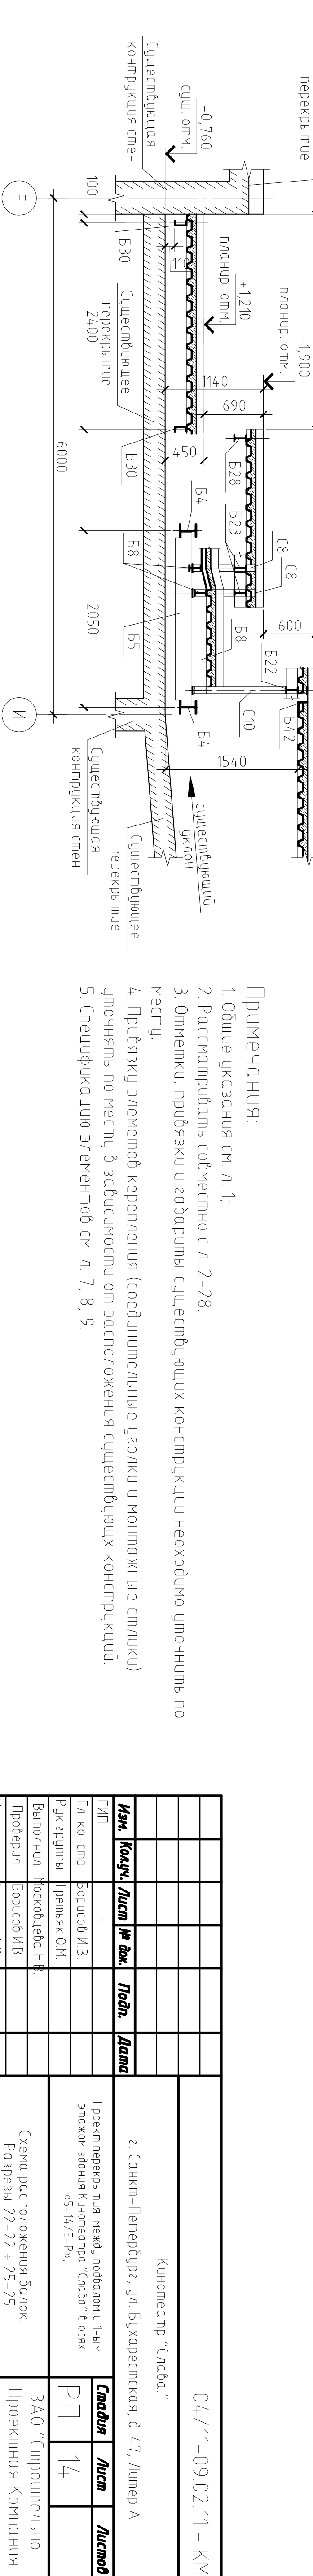 перекрытие
+1,900
планир. отм.
+1,210
планир. отм
+0,760
сущ. отм.
Существующая
конструкция стен
600
690
1140
110
450
1540
Б28
Б23
С8
С8
Б22
Б42
С10
Б30
Б30
Б4
Б8
Б8
Б5
Б4
100
Существующее
перекрытие
2400
2050
6000
Е
И
существующий
уклон
Существующее
перекрытие
Существующая
конструкция стен
Примечания:
1. Общие указания см. л. 1;
2. Рассматривать совместно с л. 2-28.
3. Отметки, привязки и габариты существующих конструкций неоходимо уточнить по
месту.
4. Привязку элеметов керепления (соединительные уголки и монтажные стлики)
уточнять по месту в зависимости от расположения существующх конструкций.
5. Спецификацию элементов см. л. 7, 8, 9.
04/11-09.02.11 - КМ
Кинотеатр "Слава "
г. Санкт-Петербург, ул. Бухарестская, д. 47, Литер А
Изм. Кол.уч. Лист № док. Подп. Дата
ГИП -
Гл. констр. Борисов И.В.
Рук.группы Третьяк О.М.
Выполнил Московцева Н.В.
Проверил Борисов И.В.
Проект перекрытия между подвалом и 1-ым
этажом здания Кинотеатра "Слава" в осях
«5-14/Е-Р»,
Стадия Лист Листов
РП 14
Схема расположения балок.
Разрезы 22-22 ÷ 25-25.
ЗАО "Строительно-
Проектная Компания